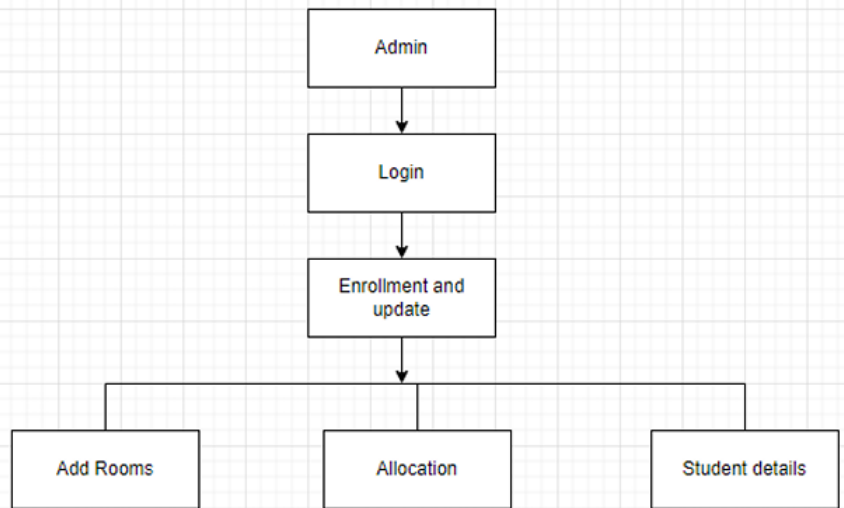 Admin
Login
Enrollment and
update
Add Rooms
Allocation
Student details